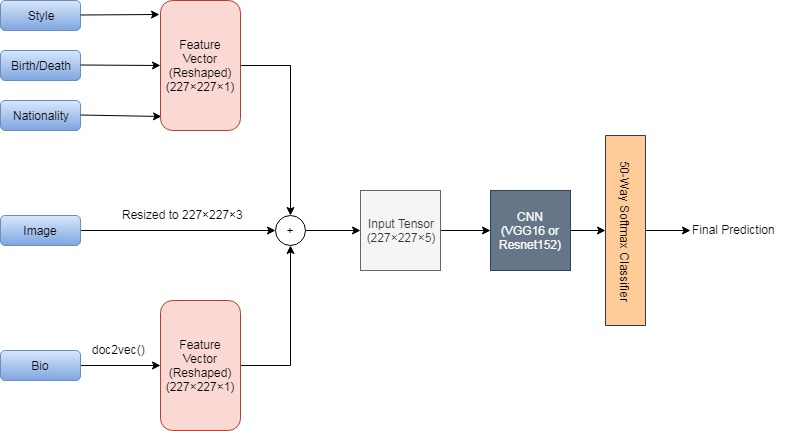 Style
Birth/Death
Nationality
Feature
Vector
(Reshaped)
(227×227×1)
Image
Resized to 227×227×3
+
Input Tensor
(227×227×5)
CNN
(VGG16 or
Resnet152)
50-Way Softmax Classifier
Final Prediction
Bio
doc2vec()
Feature
Vector
(Reshaped)
(227×227×1)